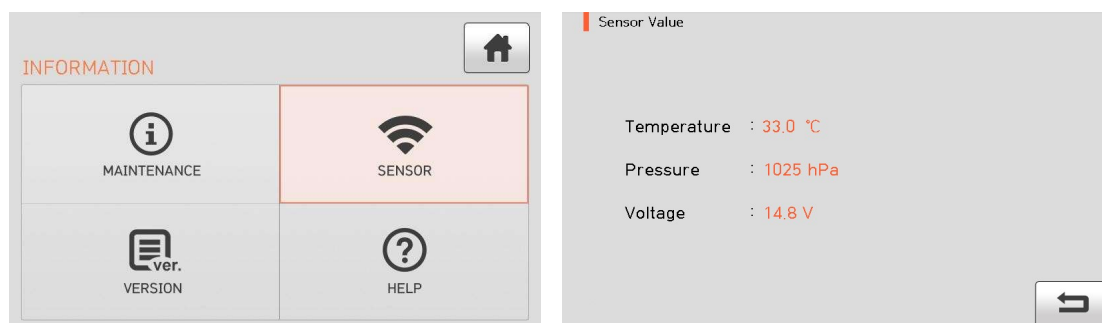 INFORMATION
MAINTENANCE
SENSOR
ver.
VERSION
HELP
Sensor Value
Temperature : 33.0 °C
Pressure : 1025 hPa
Voltage : 14.8 V